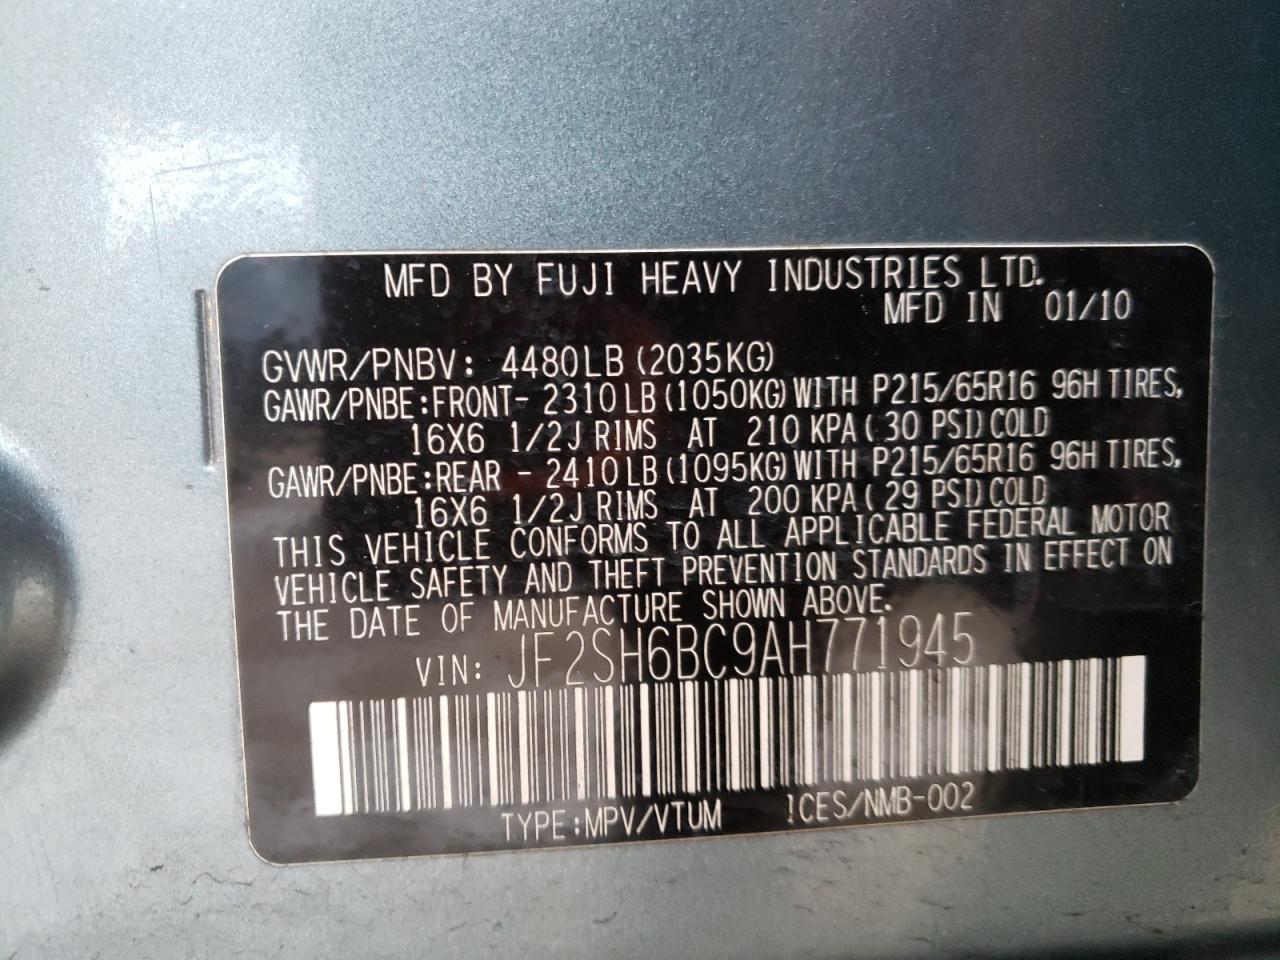 MFD BY FUJI HEAVY INDUSTRIES LTD.
MFD IN 01/10
GVWR/PNBV: 4480LB (2035KG)
GAWR/PNBE:FRONT- 2310LB (1050KG) WITH P215/65R16 96H TIRES,
16X6 1/2J RIMS AT 210 KPA( 30 PSI) COLD
GAWR/PNBE:REAR - 2410LB (1095KG) WITH P215/65R16 96H TIRES,
16X6 1/2J RIMS AT 200 KPA( 29 PSI) COLD
THIS VEHICLE CONFORMS TO ALL APPLICABLE FEDERAL MOTOR
VEHICLE SAFETY AND THEFT PREVENTION STANDARDS IN EFFECT ON
THE DATE OF MANUFACTURE SHOWN ABOVE.
VIN: JF2SH6BC9AH771945
TYPE:MPV/VTUM ICES/NMB-002